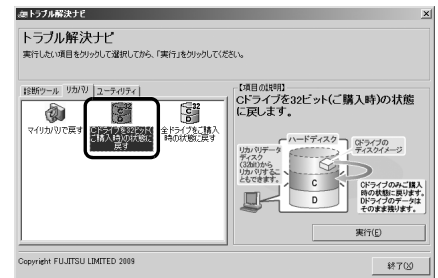 トラブル解決ナビ
トラブル解決ナビ
実行したい項目をクリックして選択してから、「実行」をクリックしてください。
診断ツール リカバリ ユーティリティ
マイリカバリで戻す
Cドライブを32ビット(ご購入時)の状態に戻す
全ドライブをご購入時の状態に戻す
【項目の説明】
Cドライブを32ビット(ご購入時)の状態
に戻します。
ハードディスク
Cドライブの
ディスクイメージ
リカバリデータ
ディスク
(32bit)から
リカバリするこ
ともできます。
C
D
Cドライブのみご購入
時の状態に戻ります。
Dドライブのデータは
そのまま残ります。
実行(E)
Copyright FUJITSU LIMITED 2009
終了(X)